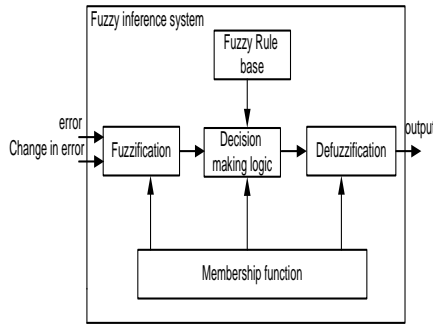 Fuzzy inference system
Fuzzy Rule
base
error
Change in error
Fuzzification
Decision
making logic
Defuzzification
output
Membership function